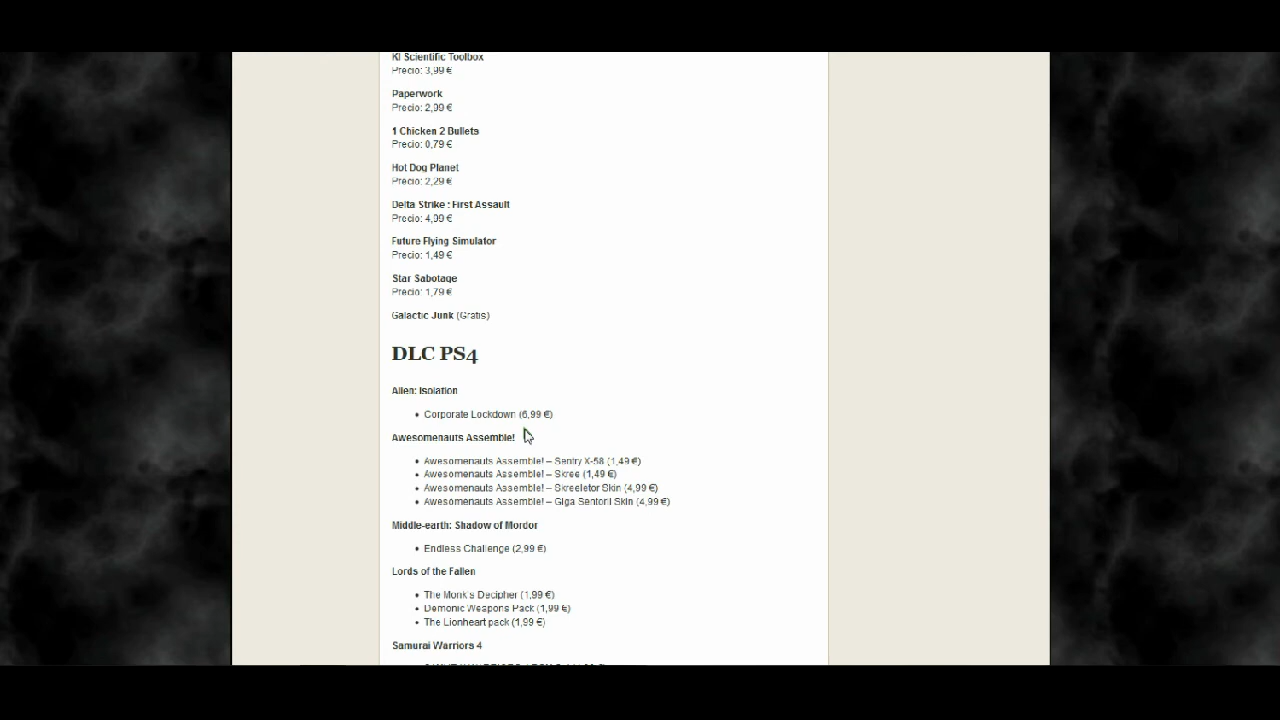 KI Scientific Toolbox
Precio: 3,99 €
Paperwork
Precio: 2,99 €
1 Chicken 2 Bullets
Precio: 0,79 €
Hot Dog Planet
Precio: 2,29 €
Delta Strike : First Assault
Precio: 4,99 €
Future Flying Simulator
Precio: 1,49 €
Star Sabotage
Precio: 1,79 €
Galactic Junk (Gratis)
DLC PS4
Alien: Isolation
• Corporate Lockdown (6,99 €)
Awesomenauts Assemble!
• Awesomenauts Assemble! – Sentry X-58 (1,49 €)
• Awesomenauts Assemble! – Skree (1,49 €)
• Awesomenauts Assemble! – Skreeletor Skin (4,99 €)
• Awesomenauts Assemble! – Giga Sentorii Skin (4,99 €)
Middle-earth: Shadow of Mordor
• Endless Challenge (2,99 €)
Lords of the Fallen
• The Monk's Decipher (1,99 €)
• Demonic Weapons Pack (1,99 €)
• The Lionheart pack (1,99 €)
Samurai Warriors 4